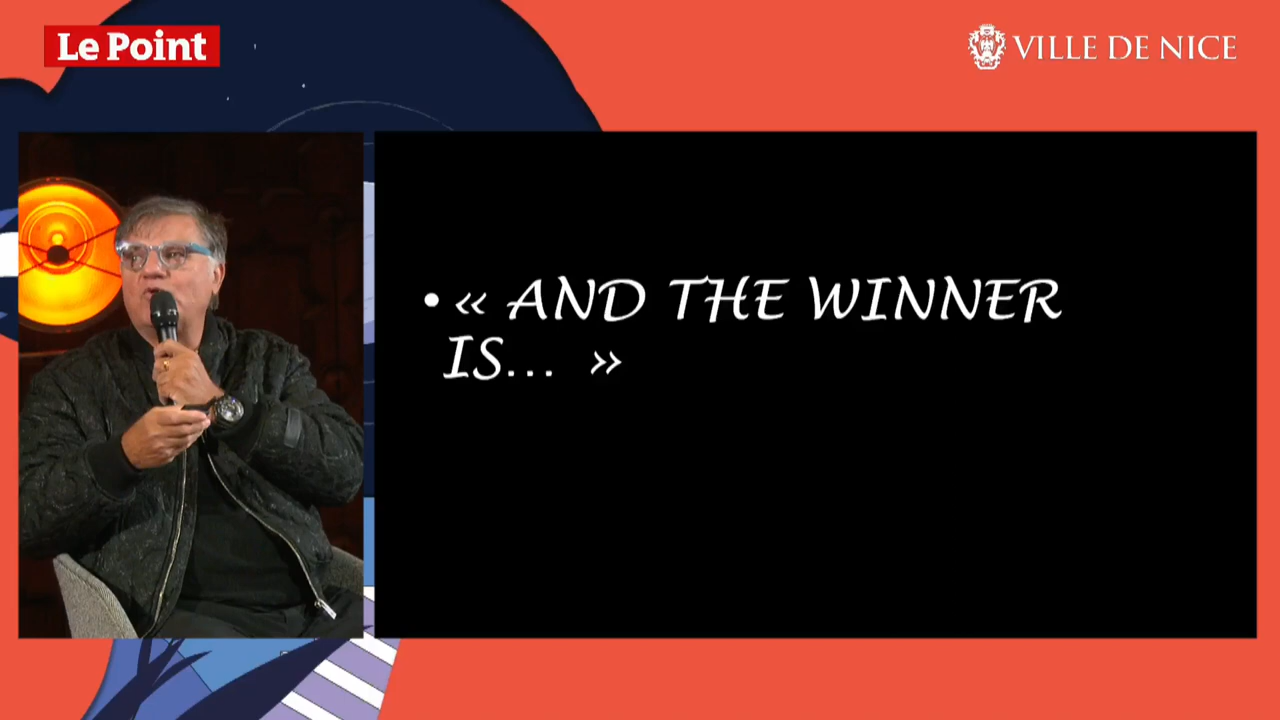 Le Point
VILLE DE NICE
• « AND THE WINNER
IS... »